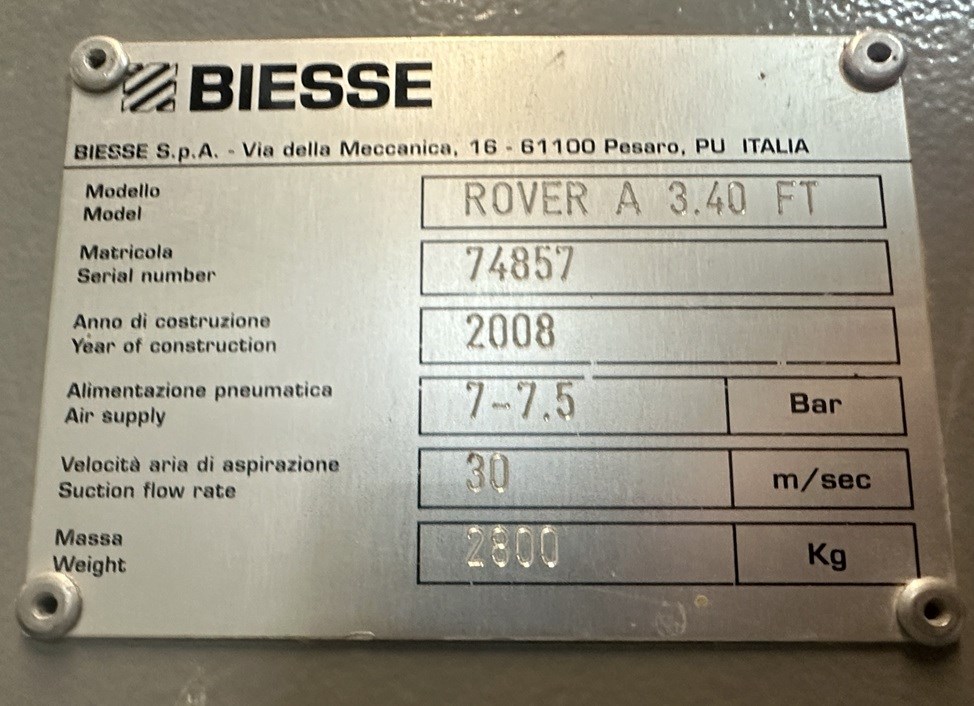 BIESSE
BIESSE S.p.A. - Via della Meccanica, 16 - 61100 Pesaro, PU ITALIA
Modello
Model
ROVER A 3.40 FT
Matricola
Serial number
74857
Anno di costruzione
Year of construction
2008
Alimentazione pneumatica
Air supply
7-7.5 Bar
Velocità aria di aspirazione
Suction flow rate
30 m/sec
Massa
Weight
2800 Kg